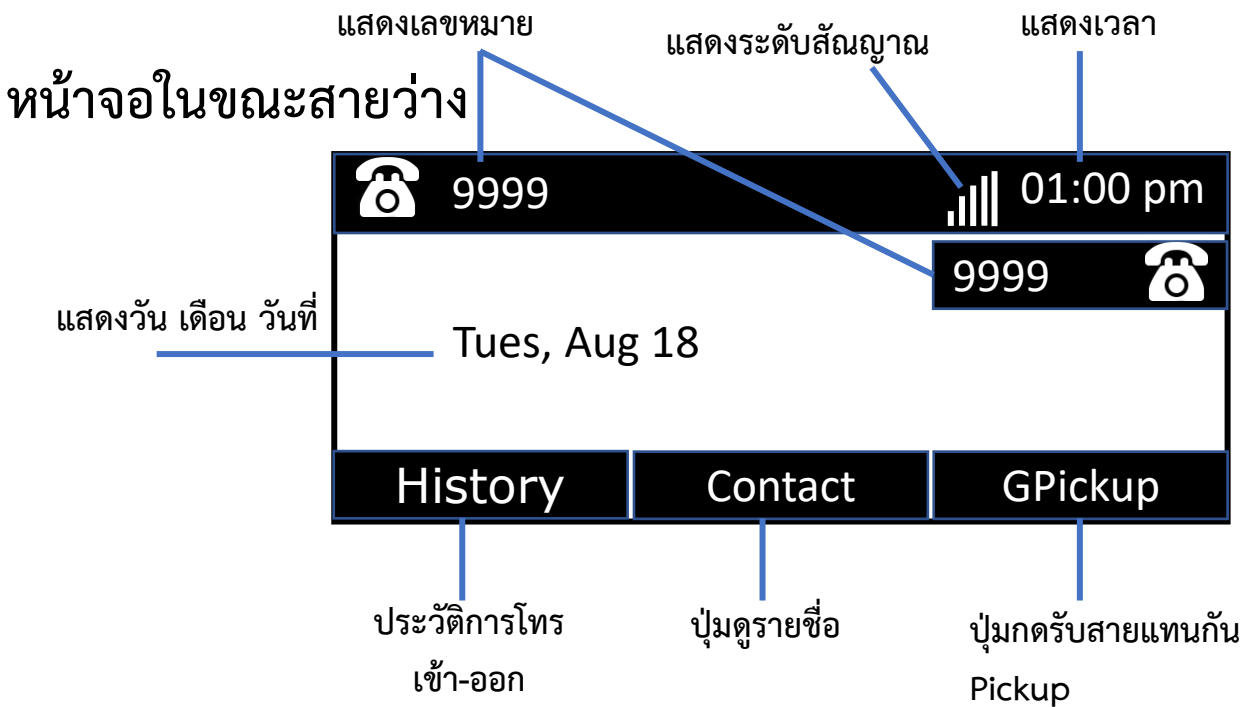 แสดงเลขหมาย
แสดงระดับสัณญาณ
แสดงเวลา
หน้าจอในขณะสายว่าง
9999
01:00 pm
9999
แสดงวัน เดือน วันที่
Tues, Aug 18
History
Contact
GPickup
ประวัติการโทร
เข้า-ออก
ปุ่มดูรายชื่อ
ปุ่มกดรับสายแทนกัน
Pickup